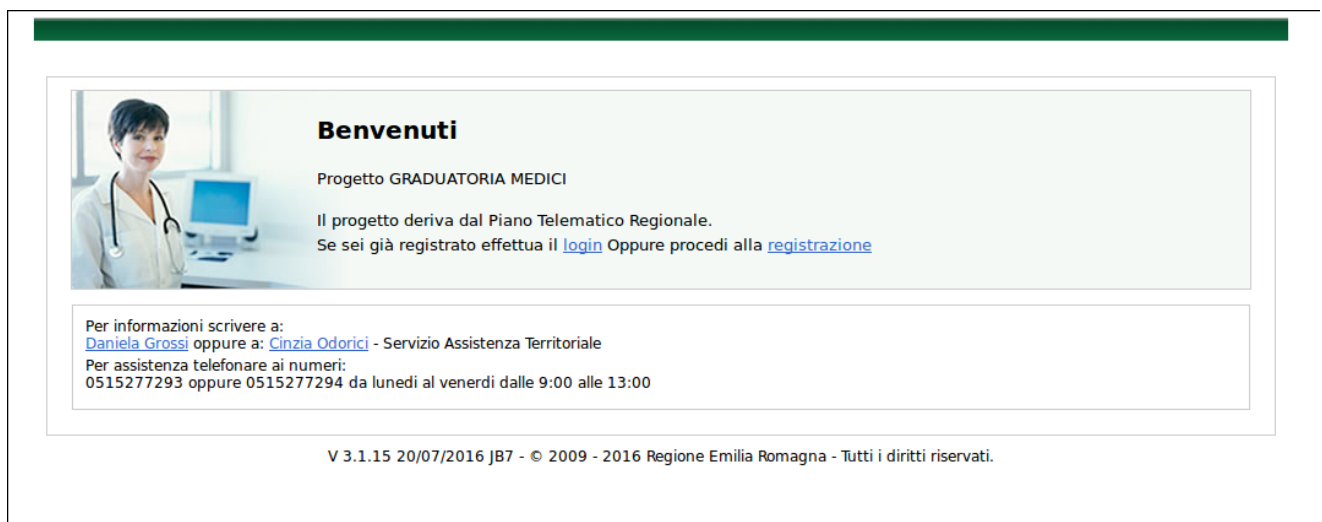 Benvenuti
Progetto GRADUATORIA MEDICI
Il progetto deriva dal Piano Telematico Regionale.
Se sei già registrato effettua il login Oppure procedi alla registrazione
Per informazioni scrivere a:
Daniela Grossi oppure a: Cinzia Odorici - Servizio Assistenza Territoriale
Per assistenza telefonare ai numeri:
0515277293 oppure 0515277294 da lunedi al venerdi dalle 9:00 alle 13:00
V 3.1.15 20/07/2016 JB7 - © 2009 - 2016 Regione Emilia Romagna - Tutti i diritti riservati.